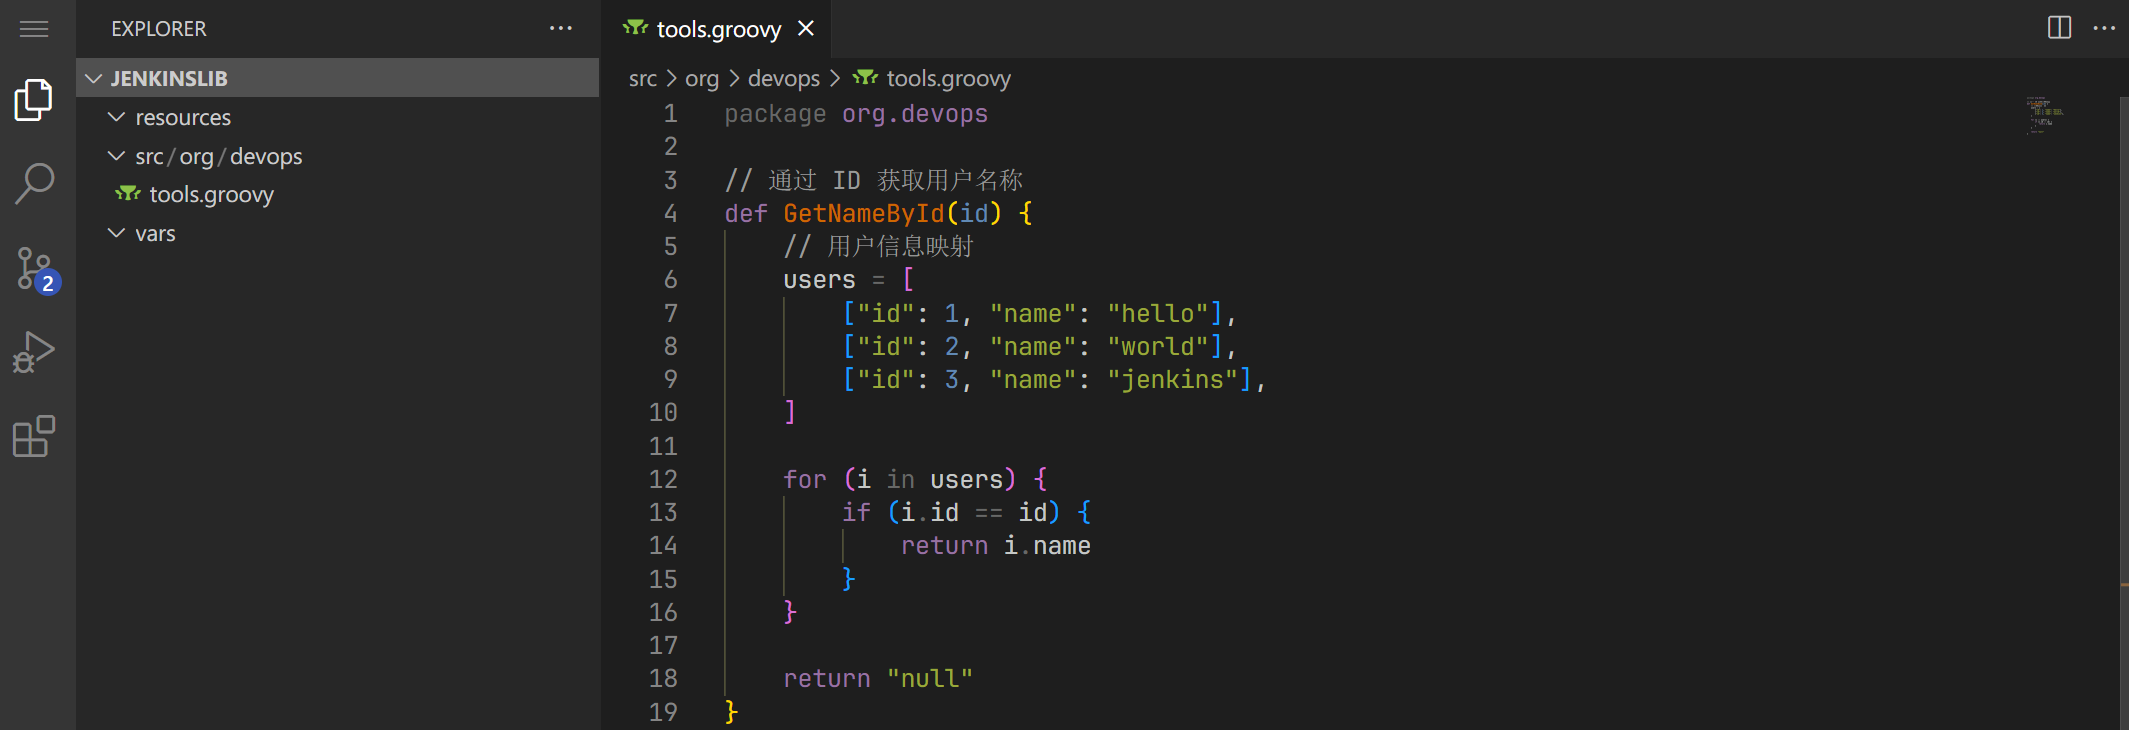 EXPLORER
JENKINSLIB
resources
src/org/devops
tools.groovy
vars
2
tools.groovy
src > org > devops > tools.groovy
1 package org.devops
2
3 // 通过 ID 获取用户名称
4 def GetNameById(id) {
5     // 用户信息映射
6     users = [
7         ["id": 1, "name": "hello"],
8         ["id": 2, "name": "world"],
9         ["id": 3, "name": "jenkins"],
10     ]
11
12     for (i in users) {
13         if (i.id == id) {
14             return i.name
15         }
16     }
17
18     return "null"
19 }